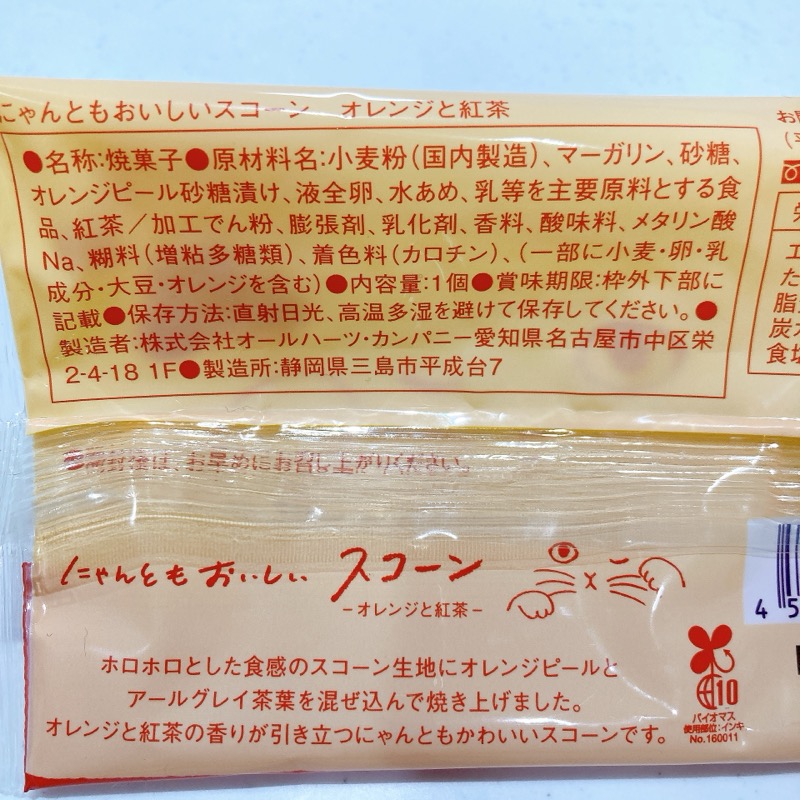 にゃんともおいしいスコーン オレンジと紅茶
●名称:焼菓子●原材料名:小麦粉(国内製造)、マーガリン、砂糖、
オレンジピール砂糖漬け、液全卵、水あめ、乳等を主要原料とする食
品、紅茶/加工でん粉、膨張剤、乳化剤、香料、酸味料、メタリン酸
Na、糊料(増粘多糖類)、着色料(カロチン)、(一部に小麦・卵・乳
成分・大豆・オレンジを含む)●内容量:1個●賞味期限:枠外下部に
記載●保存方法:直射日光、高温多湿を避けて保存してください。●
製造者:株式会社オールハーツ・カンパニー愛知県名古屋市中区栄
2-4-18 1F●製造所:静岡県三島市平成台7
●開封後は、お早めにお召し上がりください。
にゃんともおいしい スコーン
-オレンジと紅茶-
ホロホロとした食感のスコーン生地にオレンジピールと
アールグレイ茶葉を混ぜ込んで焼き上げました。
オレンジと紅茶の香りが引き立つにゃんともかわいいスコーンです。
10
バイオマス
使用部位:インキ
No.160011
4 5